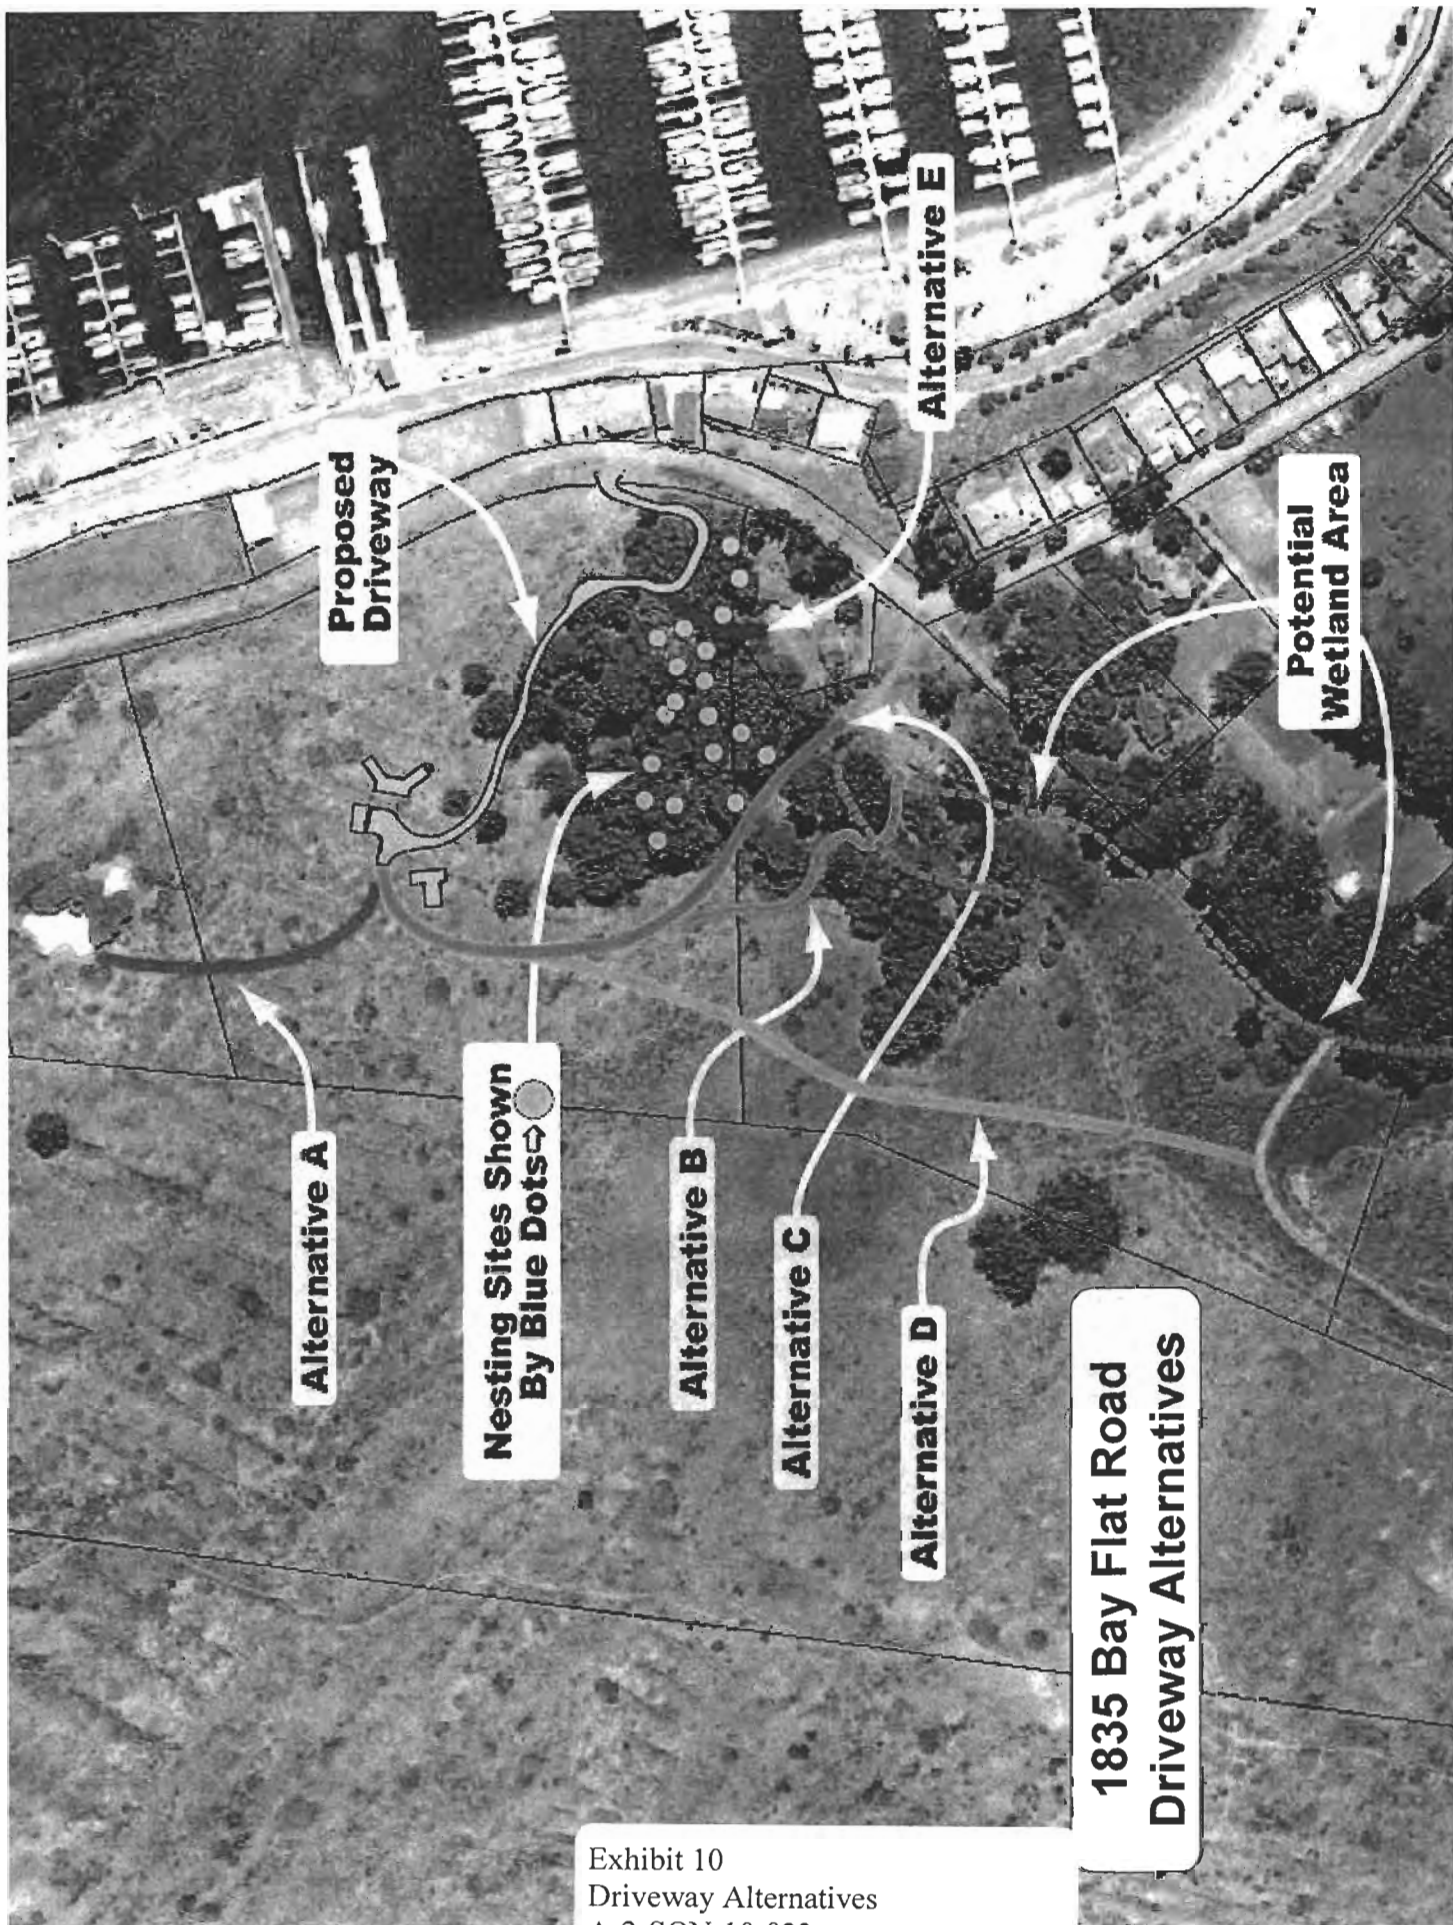 Alternative E
Proposed
Driveway
Potential
Wetland Area
Alternative A
Nesting Sites Shown
By Blue Dots⇨
Alternative B
Alternative C
Alternative D
1835 Bay Flat Road
Driveway Alternatives
Exhibit 10
Driveway Alternatives